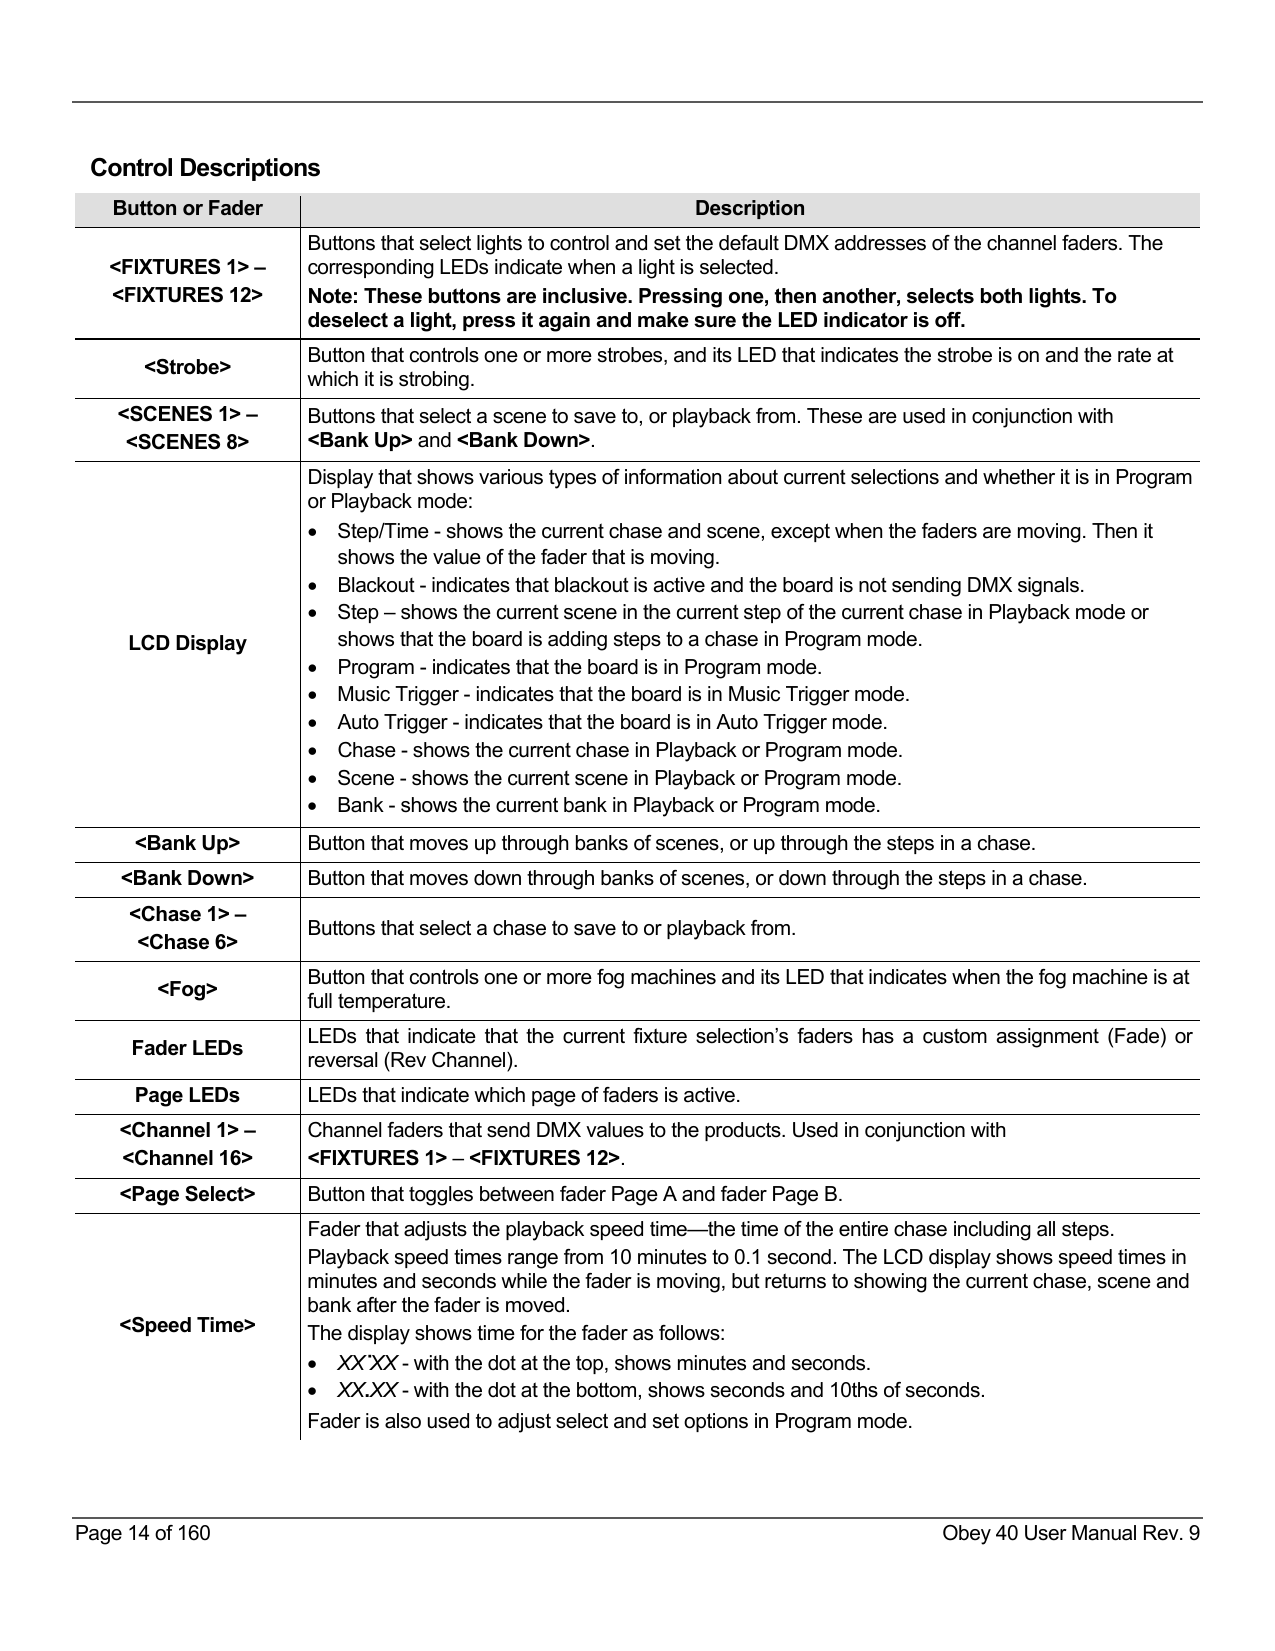 Control Descriptions
Button or Fader
Description
<FIXTURES 1> –
<FIXTURES 12>
Buttons that select lights to control and set the default DMX addresses of the channel faders. The
corresponding LEDs indicate when a light is selected.
Note: These buttons are inclusive. Pressing one, then another, selects both lights. To
deselect a light, press it again and make sure the LED indicator is off.
<Strobe>
Button that controls one or more strobes, and its LED that indicates the strobe is on and the rate at
which it is strobing.
<SCENES 1> –
<SCENES 8>
Buttons that select a scene to save to, or playback from. These are used in conjunction with
<Bank Up> and <Bank Down>.
LCD Display
Display that shows various types of information about current selections and whether it is in Program
or Playback mode:
• Step/Time - shows the current chase and scene, except when the faders are moving. Then it
shows the value of the fader that is moving.
• Blackout - indicates that blackout is active and the board is not sending DMX signals.
• Step – shows the current scene in the current step of the current chase in Playback mode or
shows that the board is adding steps to a chase in Program mode.
• Program - indicates that the board is in Program mode.
• Music Trigger - indicates that the board is in Music Trigger mode.
• Auto Trigger - indicates that the board is in Auto Trigger mode.
• Chase - shows the current chase in Playback or Program mode.
• Scene - shows the current scene in Playback or Program mode.
• Bank - shows the current bank in Playback or Program mode.
<Bank Up>
Button that moves up through banks of scenes, or up through the steps in a chase.
<Bank Down>
Button that moves down through banks of scenes, or down through the steps in a chase.
<Chase 1> –
<Chase 6>
Buttons that select a chase to save to or playback from.
<Fog>
Button that controls one or more fog machines and its LED that indicates when the fog machine is at
full temperature.
Fader LEDs
LEDs that indicate that the current fixture selection’s faders has a custom assignment (Fade) or
reversal (Rev Channel).
Page LEDs
LEDs that indicate which page of faders is active.
<Channel 1> –
<Channel 16>
Channel faders that send DMX values to the products. Used in conjunction with
<FIXTURES 1> – <FIXTURES 12>.
<Page Select>
Button that toggles between fader Page A and fader Page B.
<Speed Time>
Fader that adjusts the playback speed time—the time of the entire chase including all steps.
Playback speed times range from 10 minutes to 0.1 second. The LCD display shows speed times in
minutes and seconds while the fader is moving, but returns to showing the current chase, scene and
bank after the fader is moved.
The display shows time for the fader as follows:
• XX˙XX - with the dot at the top, shows minutes and seconds.
• XX.XX - with the dot at the bottom, shows seconds and 10ths of seconds.
Fader is also used to adjust select and set options in Program mode.
Page 14 of 160
Obey 40 User Manual Rev. 9